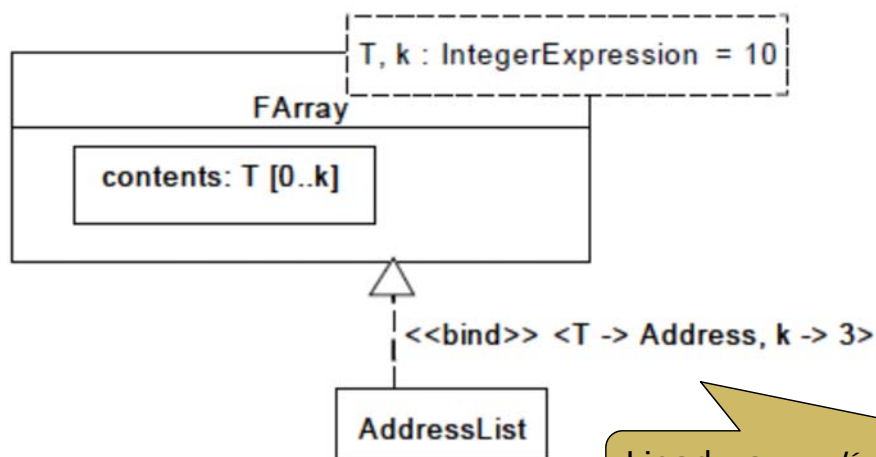 T, k : IntegerExpression = 10
FArray
contents: T [0..k]
<<bind>> <T -> Address, k -> 3>
AddressList